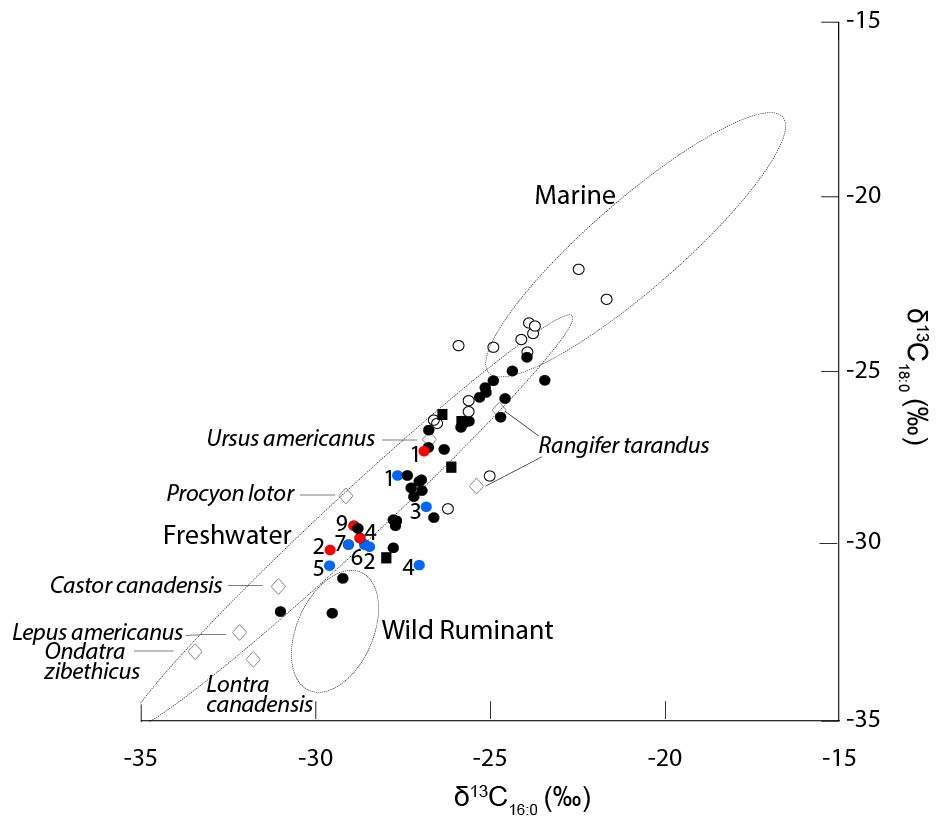 -15
Marine
-20
δ¹³C₁₈:₀ (‰)
-25
Ursus americanus
Rangifer tarandus
1
1
Procyon lotor
3
Freshwater
9
4
7
2
6
2
5
4
Castor canadensis
Wild Ruminant
Lepus americanus
Ondatra
zibethicus
Lontra
canadensis
-35
-35
-30
-25
-20
-15
δ¹³C₁₆:₀ (‰)
-30